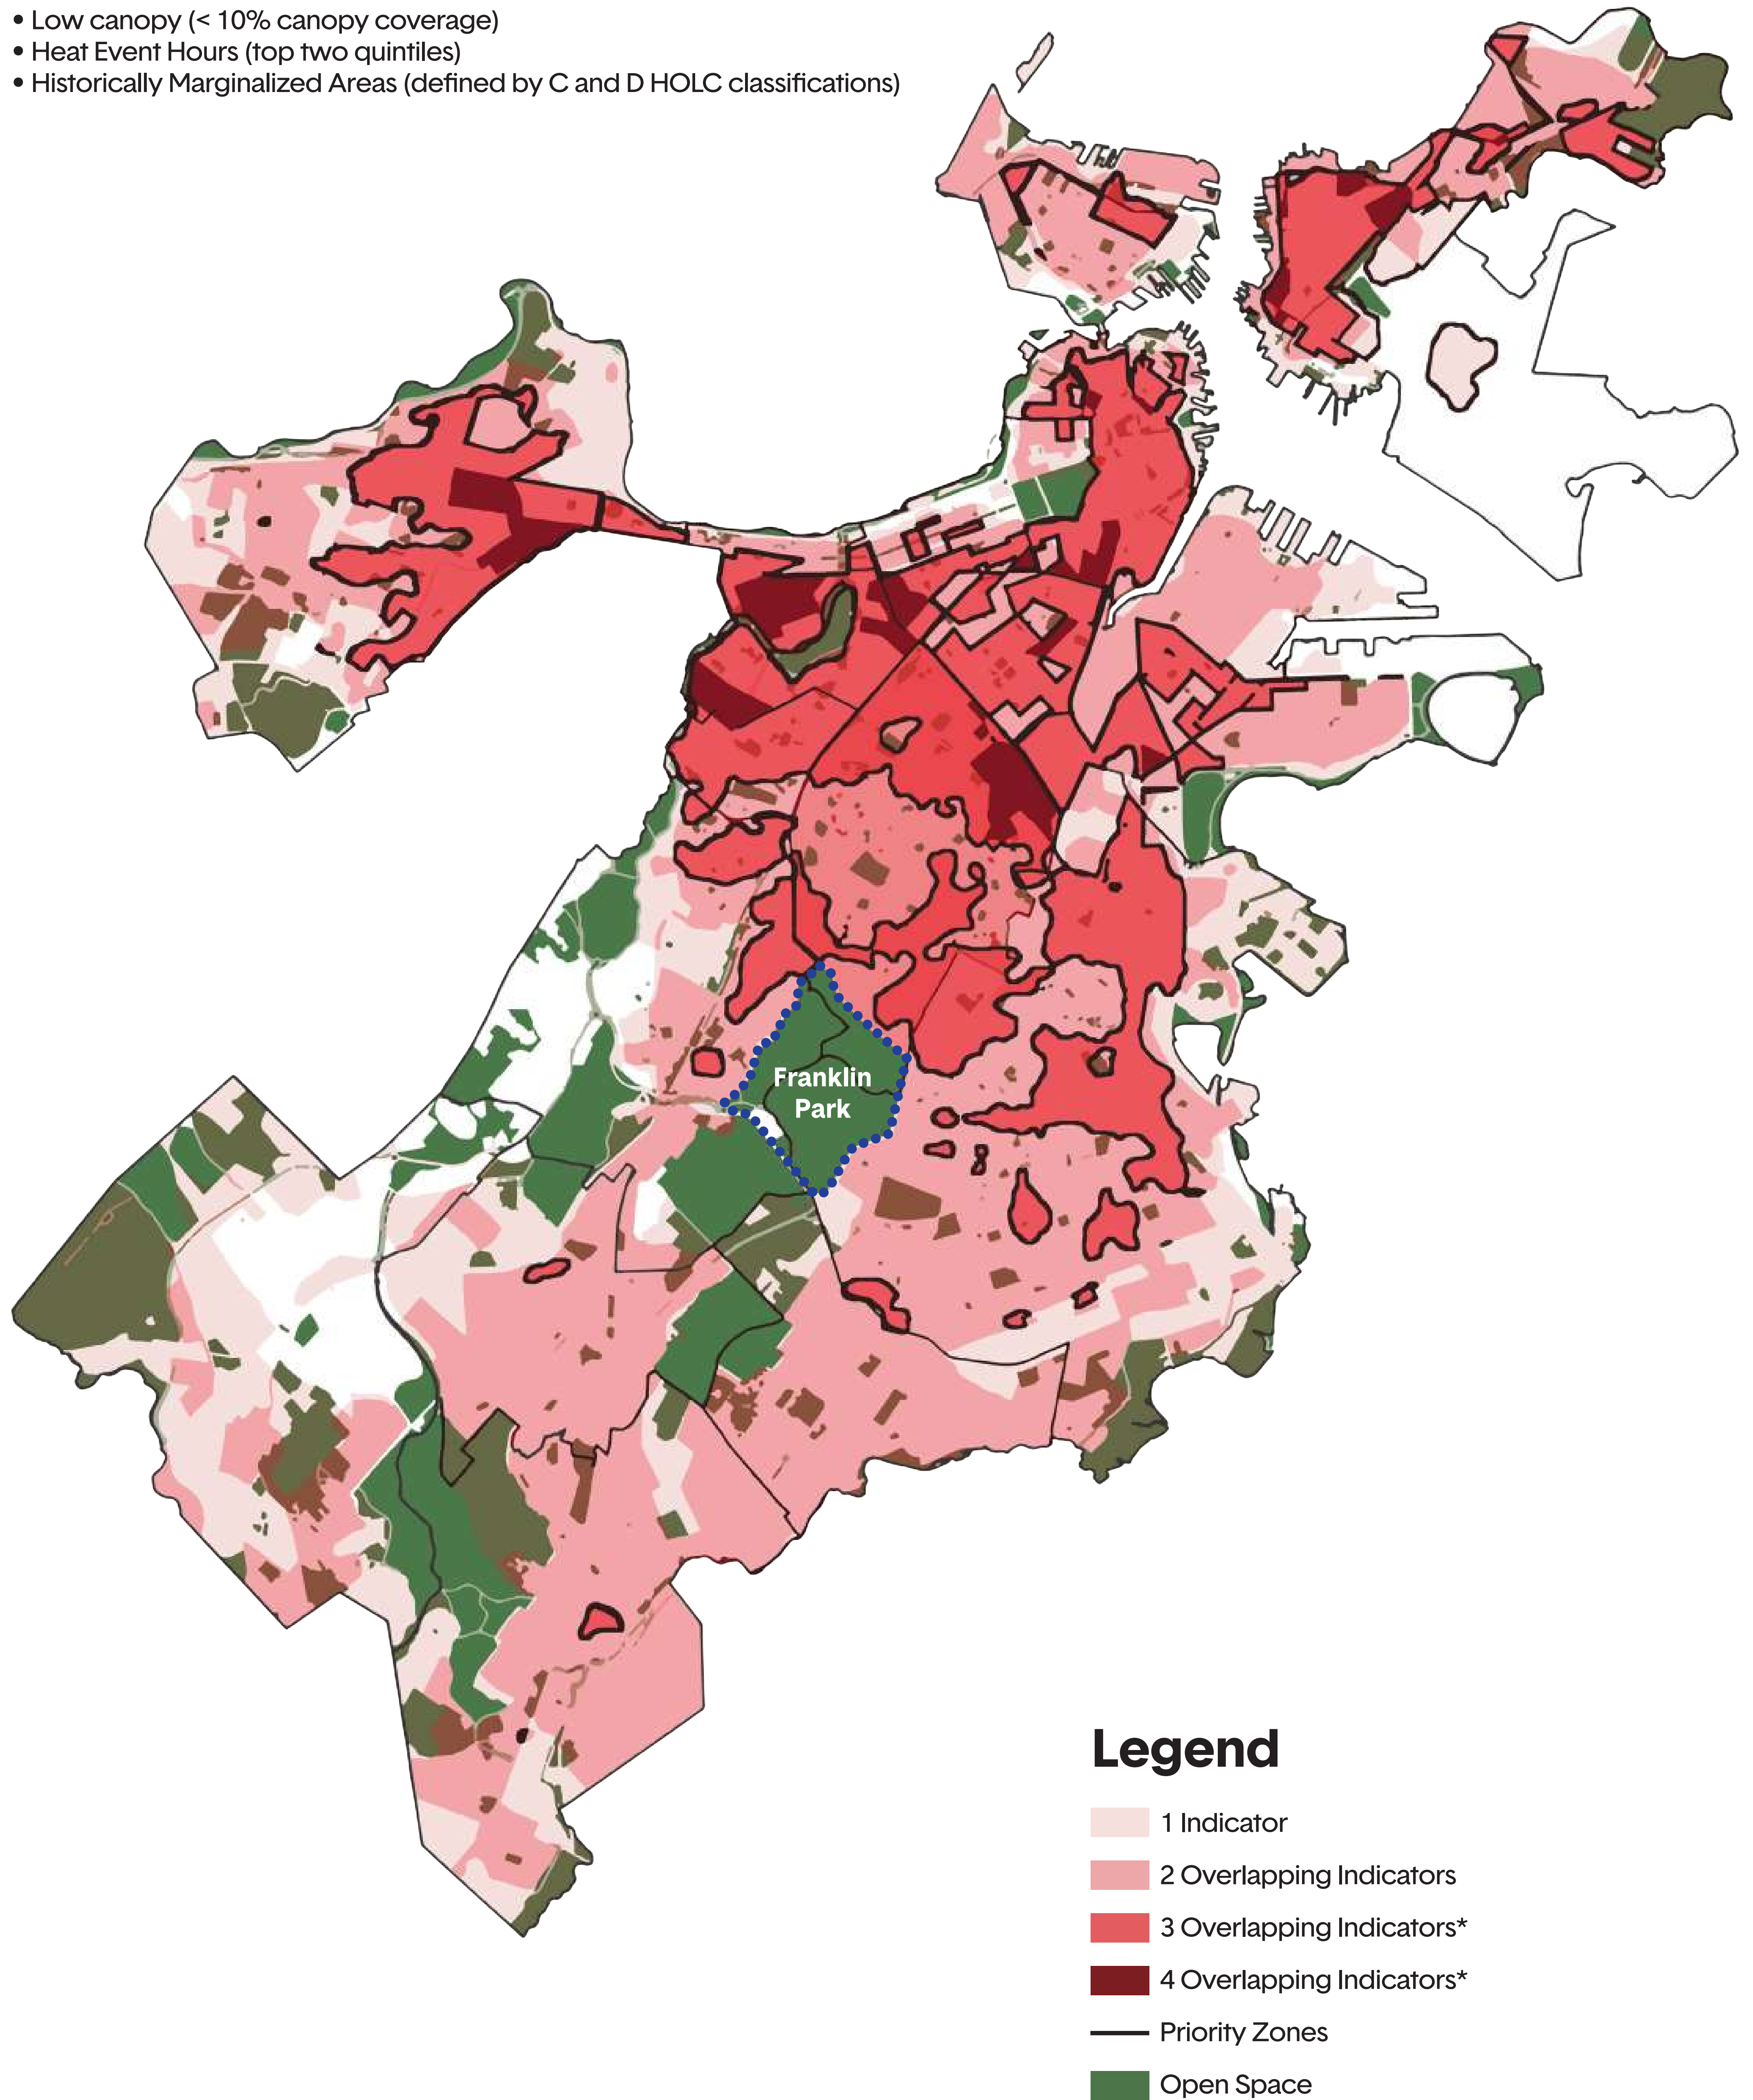 • Low canopy (< 10% canopy coverage)
• Heat Event Hours (top two quintiles)
• Historically Marginalized Areas (defined by C and D HOLC classifications)
Franklin
Park
Legend
1 Indicator
2 Overlapping Indicators
3 Overlapping Indicators*
4 Overlapping Indicators*
Priority Zones
Open Space